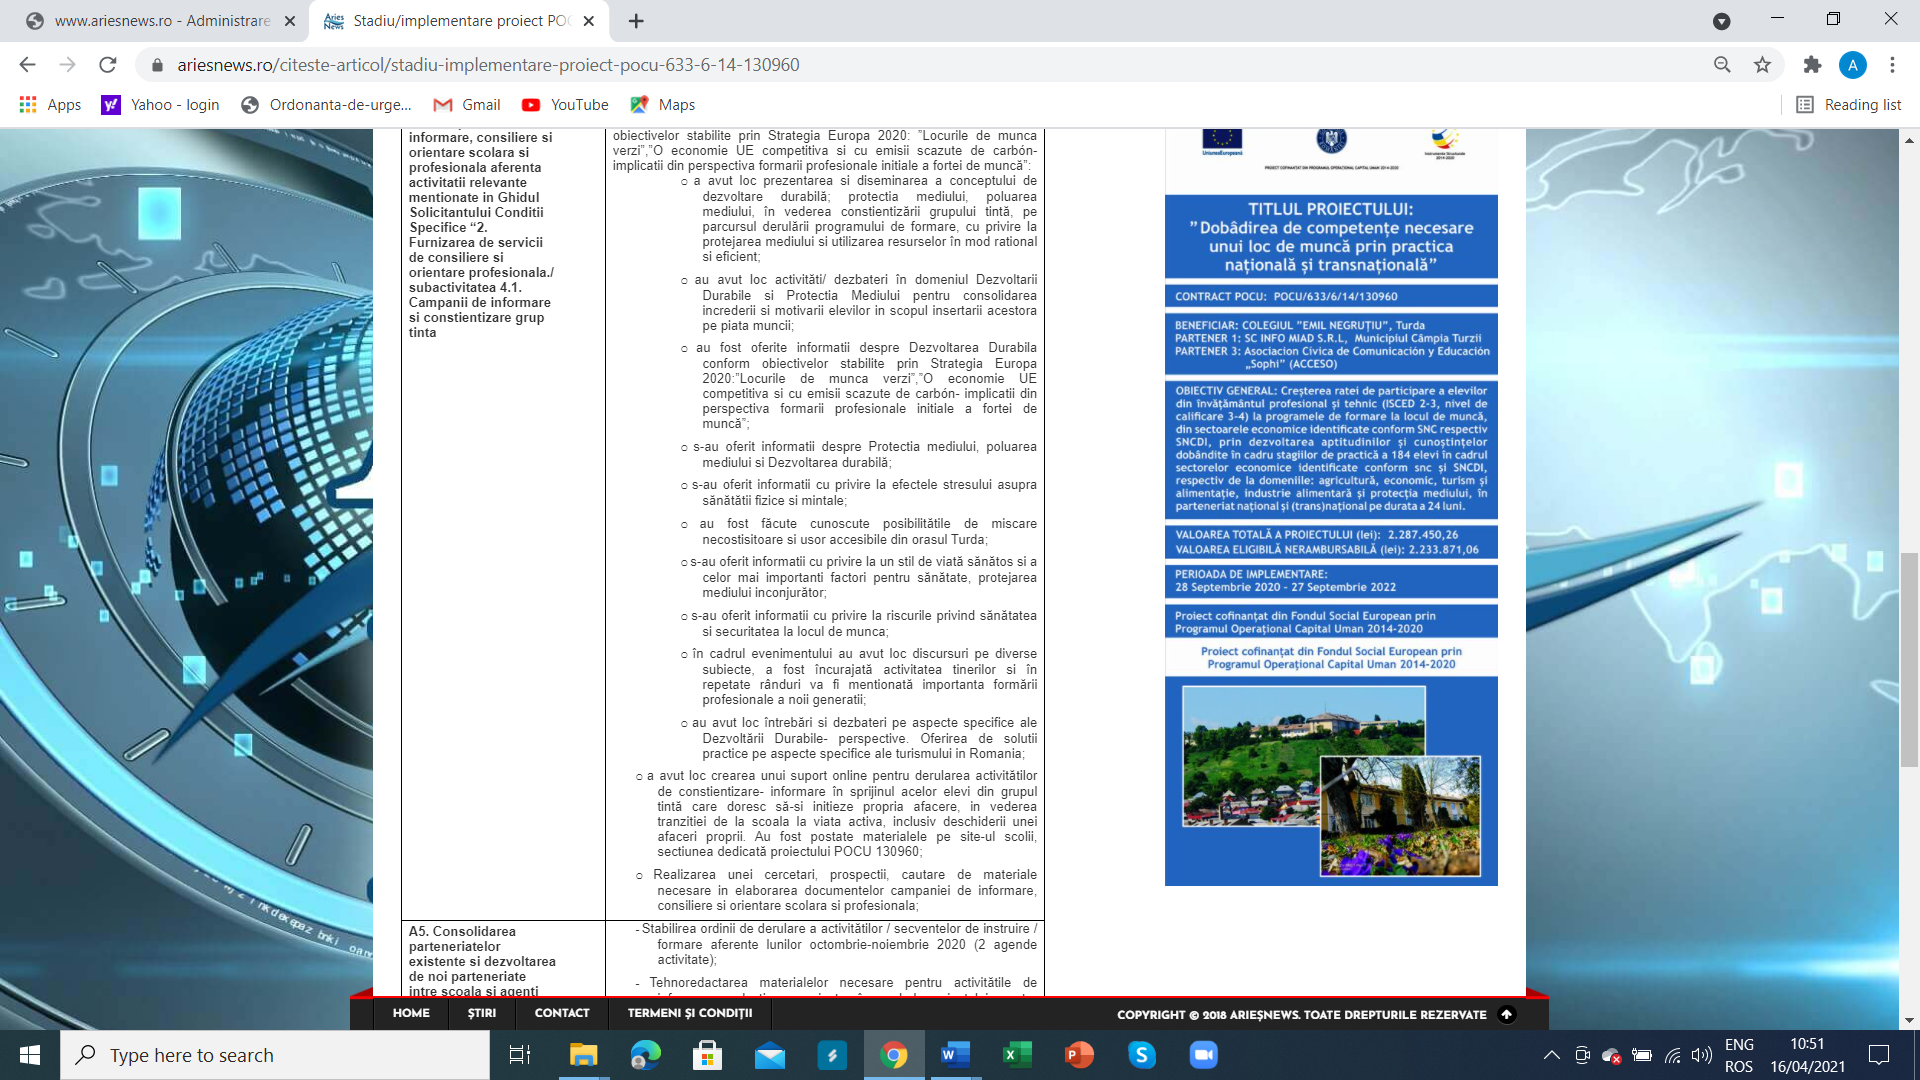 www.ariesnews.ro - Administrare
Stadiu/implementare proiect POC
ariesnews.ro/citeste-articol/stadiu-implementare-proiect-pocu-633-6-14-130960
A
Apps
Yahoo - login
Ordonanta-de-urge...
Gmail
YouTube
Maps
Reading list
informare, consiliere si
orientare scolara si
profesionala aferenta
activitatii relevante
mentionate in Ghidul
Solicitantului Conditii
Specifice “2.
Furnizarea de servicii
de consiliere si
orientare profesionala./
subactivitatea 4.1.
Campanii de informare
si constientizare grup
tinta
obiectivelor stabilite prin Strategia Europa 2020: ”Locurile de munca
verzi”,”O economie UE competitiva si cu emisii scazute de carbón-
implicatii din perspectiva formarii profesionale initiale a fortei de muncă”:
o a avut loc prezentarea si diseminarea a conceptului de
dezvoltare durabilă; protectia mediului, poluarea
mediului, în vederea constientizării grupului tintă, pe
parcursul derulării programului de formare, cu privire la
protejarea mediului si utilizarea resurselor în mod rational
si eficient;
o au avut loc activităti/ dezbateri în domeniul Dezvoltarii
Durabile si Protectia Mediului pentru consolidarea
increderii si motivarii elevilor in scopul insertarii acestora
pe piata muncii;
o au fost oferite informatii despre Dezvoltarea Durabila
conform obiectivelor stabilite prin Strategia Europa
2020:”Locurile de munca verzi”,”O economie UE
competitiva si cu emisii scazute de carbón- implicatii din
perspectiva formarii profesionale initiale a fortei de
muncă”;
o s-au oferit informatii despre Protectia mediului, poluarea
mediului si Dezvoltarea durabilă;
o s-au oferit informatii cu privire la efectele stresului asupra
sănătătii fizice si mintale;
o au fost făcute cunoscute posibilitătile de miscare
necostisitoare si usor accesibile din orasul Turda;
o s-au oferit informatii cu privire la un stil de viată sănătos si a
celor mai importanti factori pentru sănătate, protejarea
mediului inconjurător;
o s-au oferit informatii cu privire la riscurile privind sănătatea
si securitatea la locul de munca;
o în cadrul evenimentului au avut loc discursuri pe diverse
subiecte, a fost încurajată activitatea tinerilor si în
repetate rânduri va fi mentionată importanta formării
profesionale a noii generatii;
o au avut loc întrebări si dezbateri pe aspecte specifice ale
Dezvoltării Durabile- perspective. Oferirea de solutii
practice pe aspecte specifice ale turismului in Romania;
o a avut loc crearea unui suport online pentru derularea activitătilor
de constientizare- informare în sprijinul acelor elevi din grupul
tintă care doresc să-si initieze propria afacere, in vederea
tranzitiei de la scoala la viata activa, inclusiv deschiderii unei
afaceri proprii. Au fost postate materialele pe site-ul scolii,
sectiunea dedicată proiectului POCU 130960;
o Realizarea unei cercetari, prospectii, cautare de materiale
necesare in elaborarea documentelor campaniei de informare,
consiliere si orientare scolara si profesionala;
A5. Consolidarea
parteneriatelor
existente si dezvoltarea
de noi parteneriate
intre scoala si agenti
- Stabilirea ordinii de derulare a activitătilor / secventelor de instruire /
formare aferente lunilor octombrie-noiembrie 2020 (2 agende
activitate);
- Tehnoredactarea materialelor necesare pentru activitătile de
UniuneaEuropeană
Instrumente Structurale
2014-2020
PROIECT COFINANȚAT DIN PROGRAMUL OPERAȚIONAL CAPITAL UMAN 2014-2020
TITLUL PROIECTULUI:
”Dobâdirea de competențe necesare
unui loc de muncă prin practica
națională și transnațională”
CONTRACT POCU: POCU/633/6/14/130960
BENEFICIAR: COLEGIUL ”EMIL NEGRUȚIU”, Turda
PARTENER 1: SC INFO MIAD S.R.L, Municipiul Câmpia Turzii
PARTENER 3: Asociacion Civica de Comunicación y Educación
„Sophi” (ACCESO)
OBIECTIV GENERAL: Creșterea ratei de participare a elevilor
din învățământul profesional și tehnic (ISCED 2-3, nivel de
calificare 3-4) la programele de formare la locul de muncă,
din sectoarele economice identificate conform SNC respectiv
SNCDI, prin dezvoltarea aptitudinilor și cunoștințelor
dobândite în cadru stagiilor de practică a 184 elevi în cadrul
sectorelor economice identificate conform snc și SNCDI,
respectiv de la domeniile: agricultură, economic, turism și
alimentație, industrie alimentară și protecția mediului, în
parteneriat național și (trans)național pe durata a 24 luni.
VALOAREA TOTALĂ A PROIECTULUI (lei): 2.287.450,26
VALOAREA ELIGIBILĂ NERAMBURSABILĂ (lei): 2.233.871,06
PERIOADA DE IMPLEMENTARE:
28 Septembrie 2020 - 27 Septembrie 2022
Proiect cofinanțat din Fondul Social European prin
Programul Operațional Capital Uman 2014-2020
Proiect cofinanțat din Fondul Social European prin
Programul Operațional Capital Uman 2014-2020
HOME
ȘTIRI
CONTACT
TERMENI ȘI CONDIȚII
COPYRIGHT © 2018 ARIEȘNEWS. TOATE DREPTURILE REZERVATE
Type here to search
ENG
ROS
10:51
16/04/2021